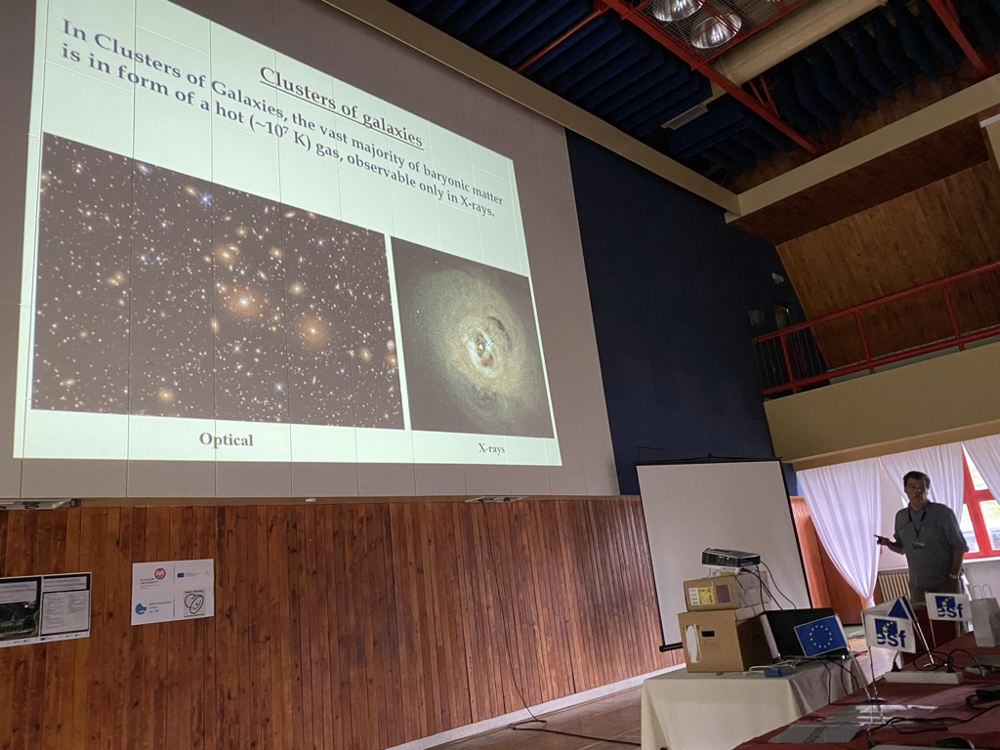 Clusters of galaxies
In Clusters of Galaxies, the vast majority of baryonic matter
is in form of a hot (~10⁷ K) gas, observable only in X-rays.
Optical
X-rays
esf
esf